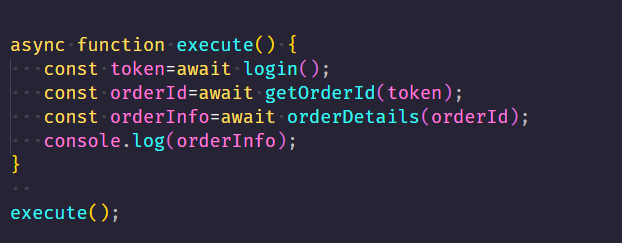 async function execute() {
    const token=await login();
    const orderId=await getOrderId(token);
    const orderInfo=await orderDetails(orderId);
    console.log(orderInfo);
}

execute();